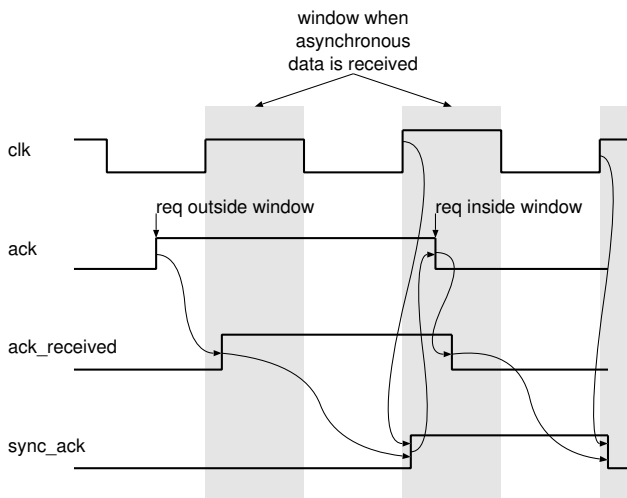 window when
asynchronous
data is received
clk
req outside window
req inside window
ack
ack_received
sync_ack